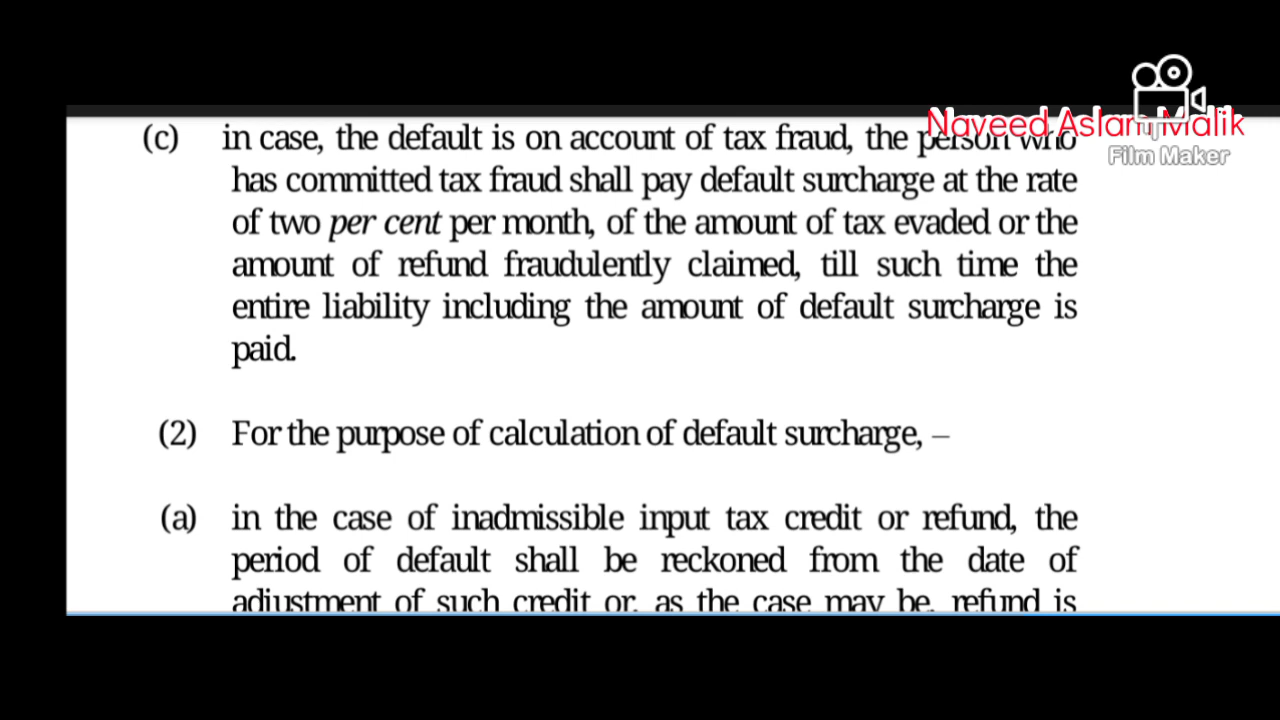 Naveed Aslam Malik
Film Maker
(c) in case, the default is on account of tax fraud, the person who
has committed tax fraud shall pay default surcharge at the rate
of two per cent per month, of the amount of tax evaded or the
amount of refund fraudulently claimed, till such time the
entire liability including the amount of default surcharge is
paid.
(2) For the purpose of calculation of default surcharge, –
(a) in the case of inadmissible input tax credit or refund, the
period of default shall be reckoned from the date of
adjustment of such credit or, as the case may be, refund is